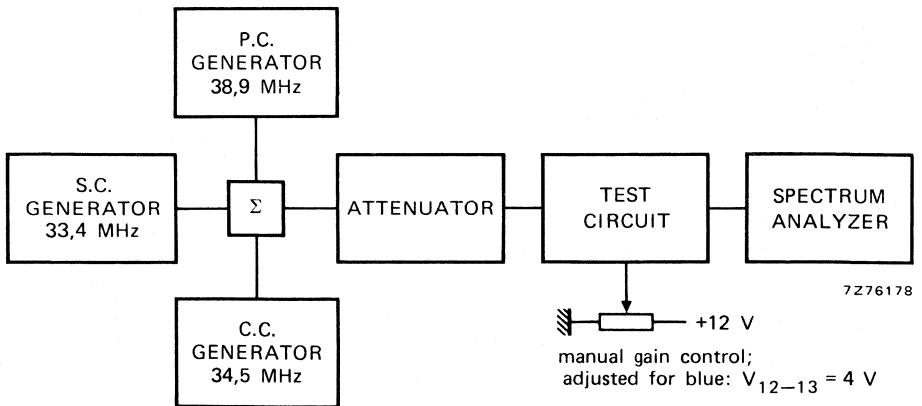 P.C.
GENERATOR
38,9 MHz
S.C.
GENERATOR
33,4 MHz
Σ
ATTENUATOR
TEST
CIRCUIT
SPECTRUM
ANALYZER
7Z76178
C.C.
GENERATOR
34,5 MHz
+12 V
manual gain control;
adjusted for blue: V12–13 = 4 V